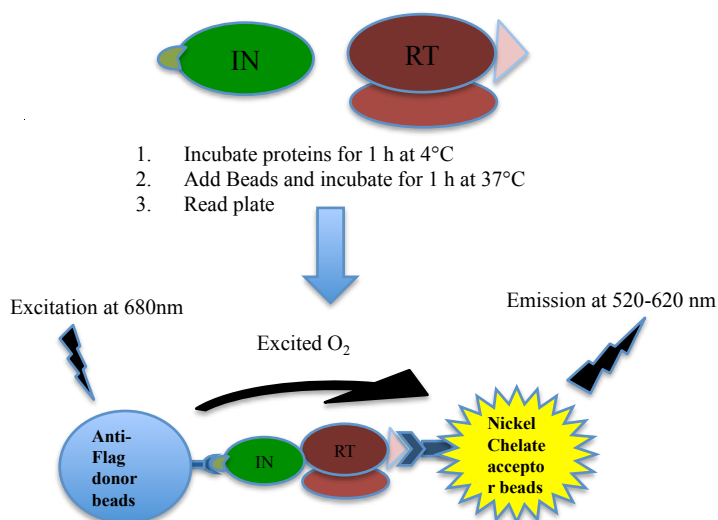 IN
RT
1. Incubate proteins for 1 h at 4°C
2. Add Beads and incubate for 1 h at 37°C
3. Read plate
Excitation at 680nm
Emission at 520-620 nm
Excited O₂
Anti-
Flag
donor
beads
IN
RT
Nickel
Chelate
accepto
r beads